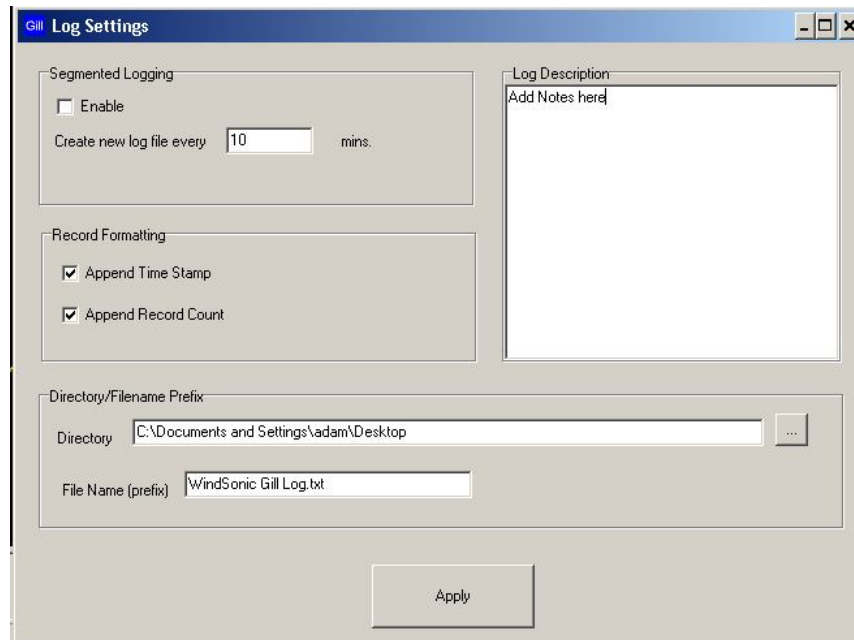 Gill Log Settings
Segmented Logging
Enable
Create new log file every 10 mins.
Record Formatting
Append Time Stamp
Append Record Count
Log Description
Add Notes here
Directory/Filename Prefix
Directory C:\Documents and Settings\adam\Desktop ...
File Name (prefix) WindSonic Gill Log.txt
Apply